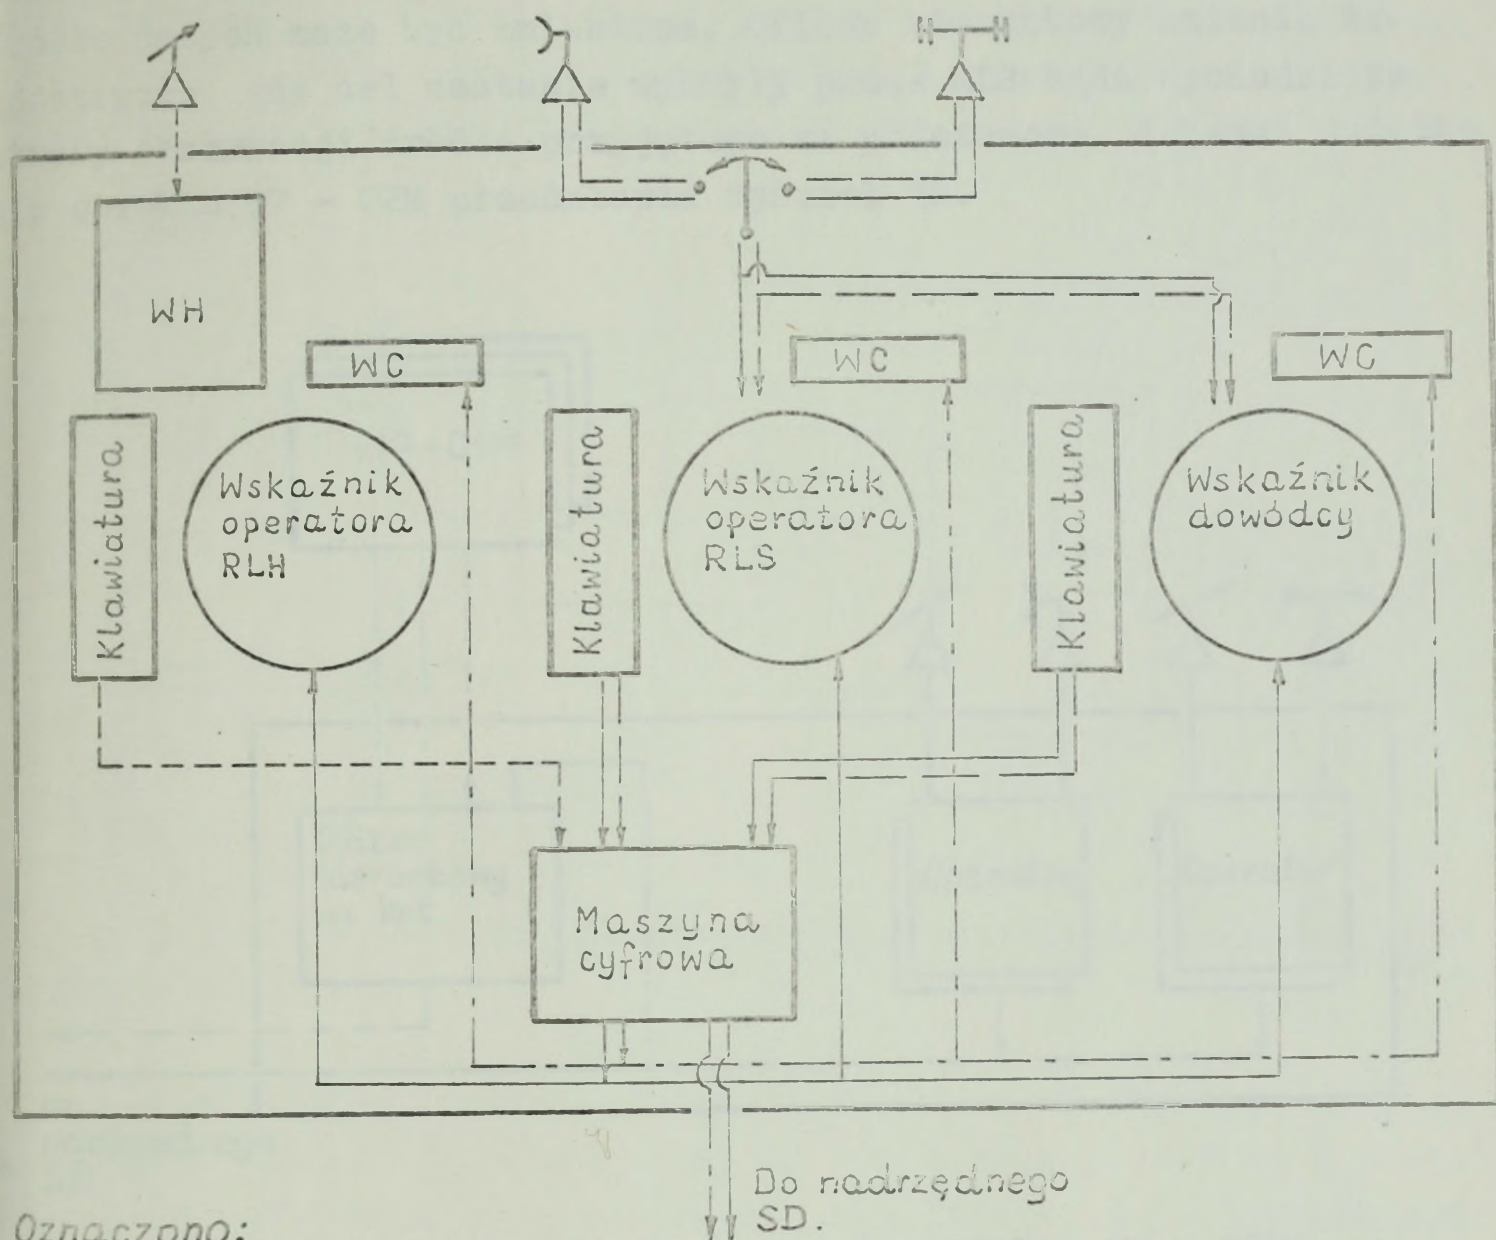 WH
WC
WC
WC
Klawiatura
Wskaźnik
operatora
RLH
Klawiatura
Wskaźnik
operatora
RLS
Klawiatura
Wskaźnik
dowódcy
Maszyna
cyfrowa
Do nadrzędnego
SD.
Oznaczono: